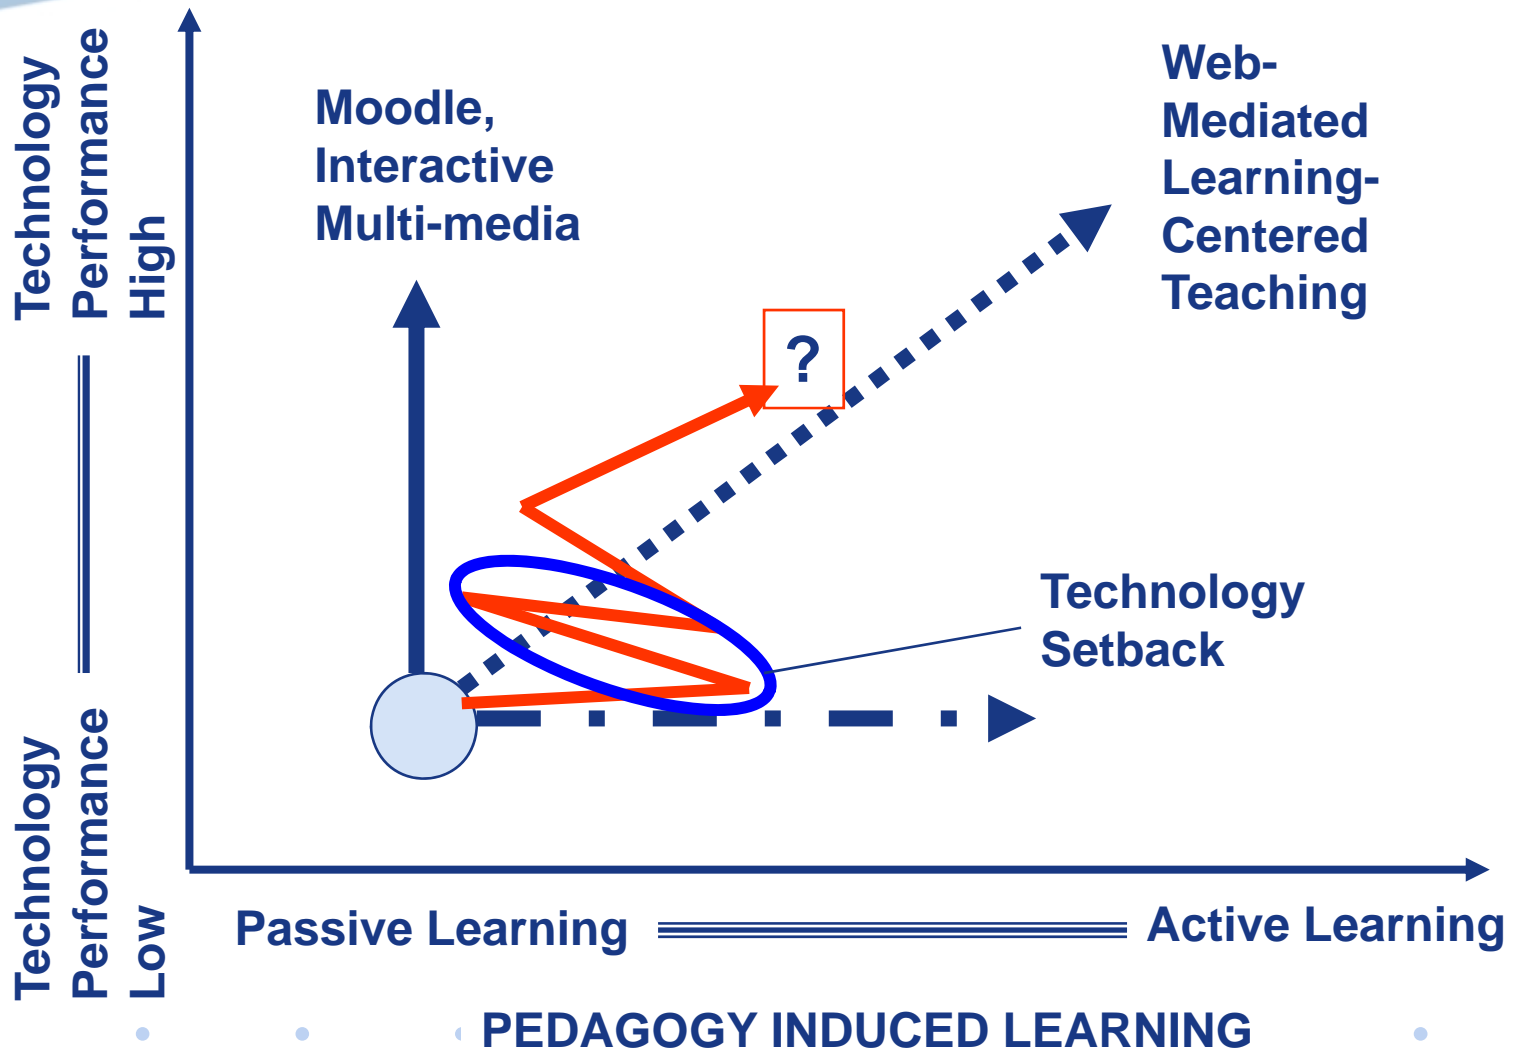 Technology
Performance
High
Moodle,
Interactive
Multi-media
Web-
Mediated
Learning-
Centered
Teaching
?
Technology
Setback
Technology
Performance
Low
Passive Learning
Active Learning
PEDAGOGY INDUCED LEARNING